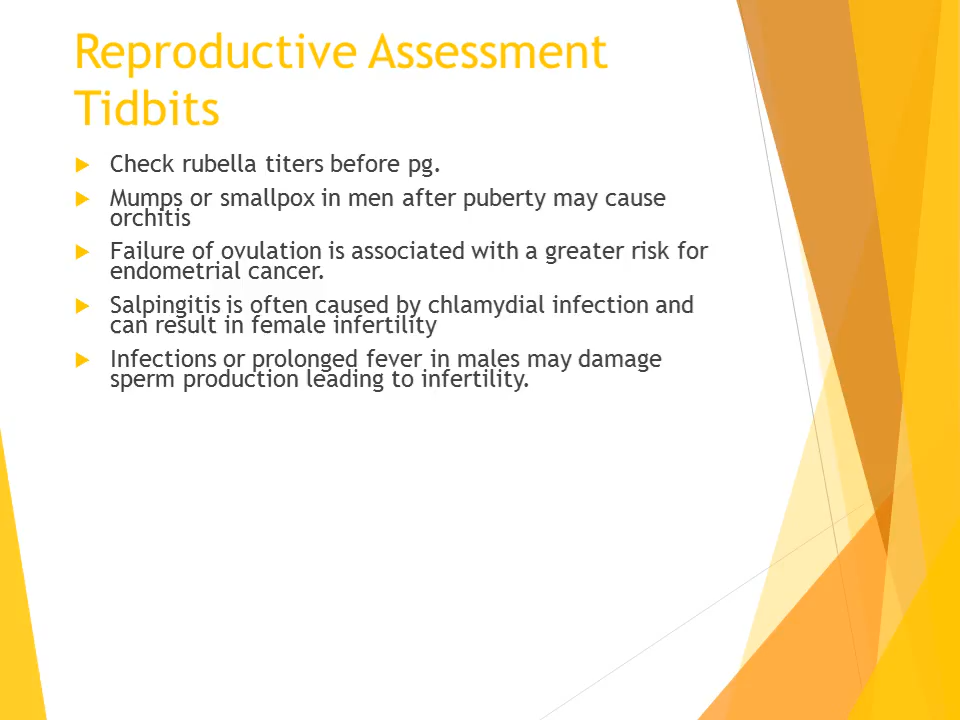 Reproductive Assessment
Tidbits
Check rubella titers before pg.
Mumps or smallpox in men after puberty may cause
orchitis
Failure of ovulation is associated with a greater risk for
endometrial cancer.
Salpingitis is often caused by chlamydial infection and
can result in female infertility
Infections or prolonged fever in males may damage
sperm production leading to infertility.